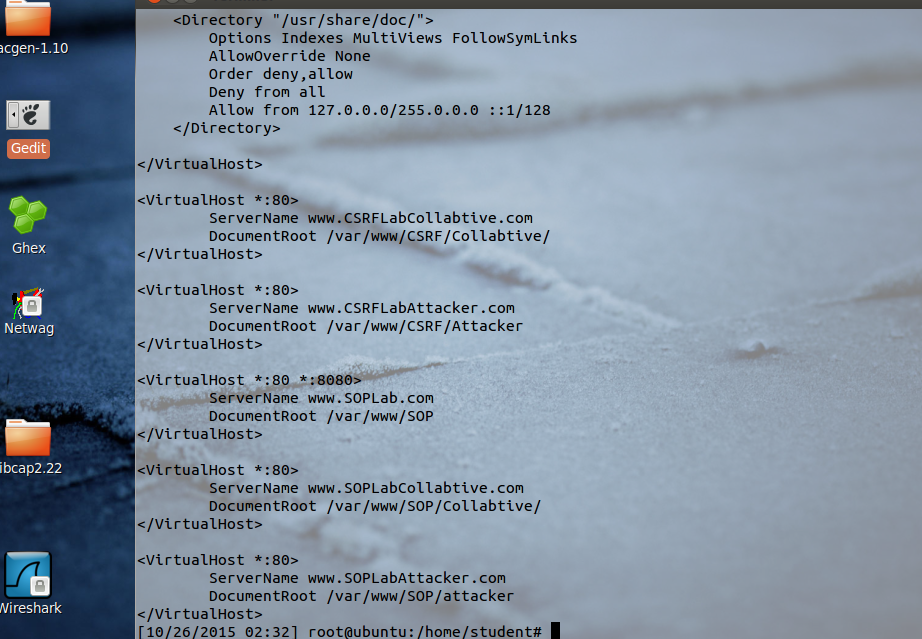 acgen-1.10
Gedit
Ghex
Netwag
ibcap2.22
Wireshark
<Directory "/usr/share/doc/">
Options Indexes MultiViews FollowSymLinks
AllowOverride None
Order deny,allow
Deny from all
Allow from 127.0.0.0/255.0.0.0 ::1/128
</Directory>
</VirtualHost>
<VirtualHost *:80>
ServerName www.CSRFLabCollabtive.com
DocumentRoot /var/www/CSRF/Collabtive/
</VirtualHost>
<VirtualHost *:80>
ServerName www.CSRFLabAttacker.com
DocumentRoot /var/www/CSRF/Attacker
</VirtualHost>
<VirtualHost *:80 *:8080>
ServerName www.SOPLab.com
DocumentRoot /var/www/SOP
</VirtualHost>
<VirtualHost *:80>
ServerName www.SOPLabCollabtive.com
DocumentRoot /var/www/SOP/Collabtive/
</VirtualHost>
<VirtualHost *:80>
ServerName www.SOPLabAttacker.com
DocumentRoot /var/www/SOP/attacker
</VirtualHost>
[10/26/2015 02:32] root@ubuntu:/home/student#